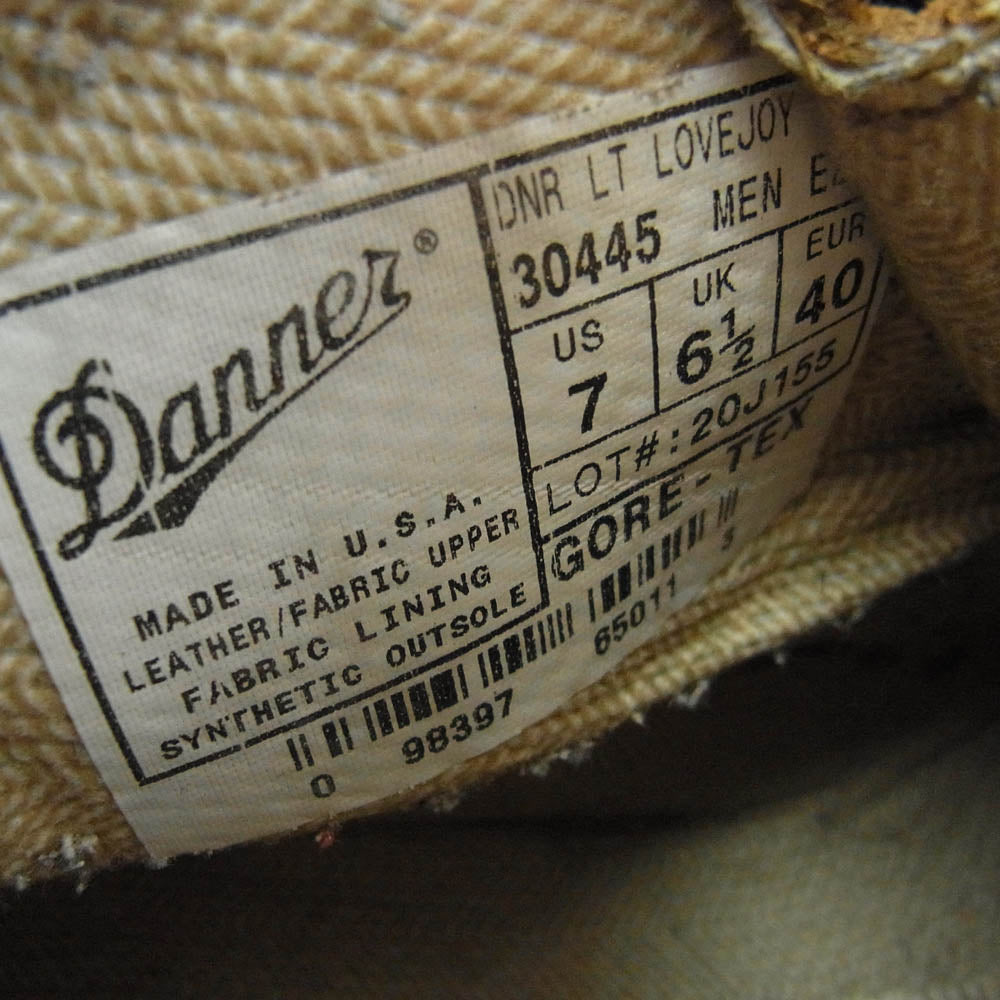 Danner®
MADE IN U.S.A.
LEATHER/FABRIC UPPER
FABRIC LINING
SYNTHETIC OUTSOLE
DNR LT LOVEJOY
30445 MEN
US UK EUR
7 6½ 40
LOT#: 20J155
GORE-TEX
0 98397 65011 3